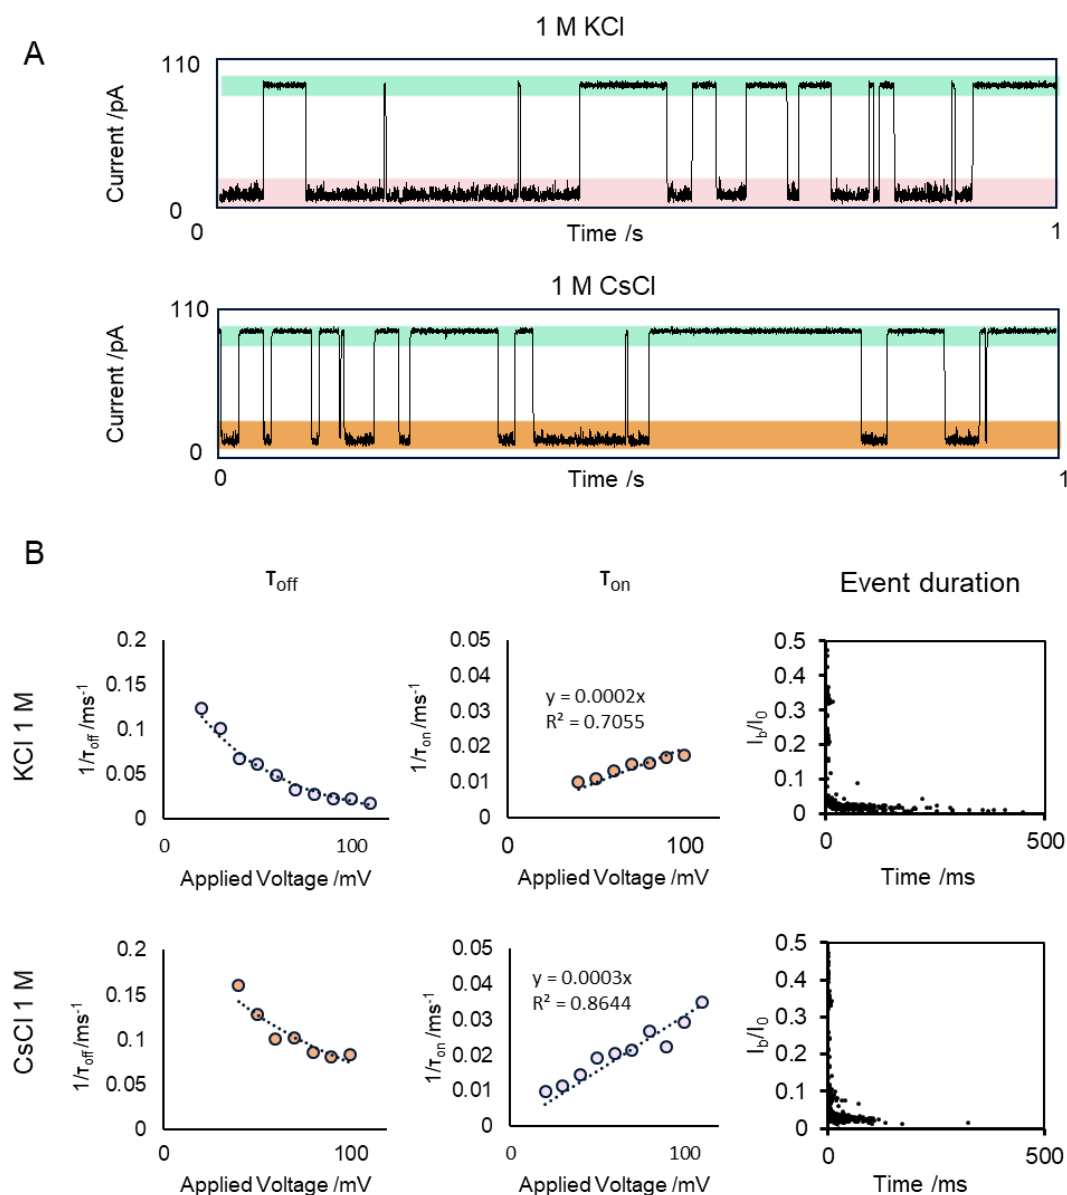 A
1 M KCl
110
Current /pA
0
0
Time /s
1
1 M CsCl
110
Current /pA
0
0
Time /s
1
B
τoff
τon
Event duration
KCl 1 M
0.2
0.15
0.1
0.05
0
1/τoff /ms-1
0
100
Applied Voltage /mV
0.05
0.04
0.03
0.02
0.01
0
1/τon /ms-1
y = 0.0002x
R² = 0.7055
0
100
Applied Voltage /mV
0.5
0.4
0.3
0.2
0.1
0
Ib/I0
0
500
Time /ms
CsCl 1 M
0.2
0.15
0.1
0.05
0
1/τoff /ms-1
0
100
Applied Voltage /mV
0.05
0.04
0.03
0.02
0.01
0
1/τon /ms-1
y = 0.0003x
R² = 0.8644
0
100
Applied Voltage /mV
0.5
0.4
0.3
0.2
0.1
0
Ib/I0
0
500
Time /ms